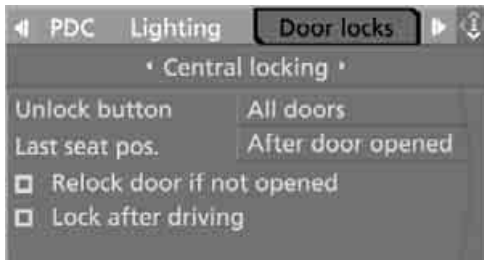 PDC Lighting Door locks
Central locking
Unlock button All doors
Last seat pos. After door opened
Relock door if not opened
Lock after driving